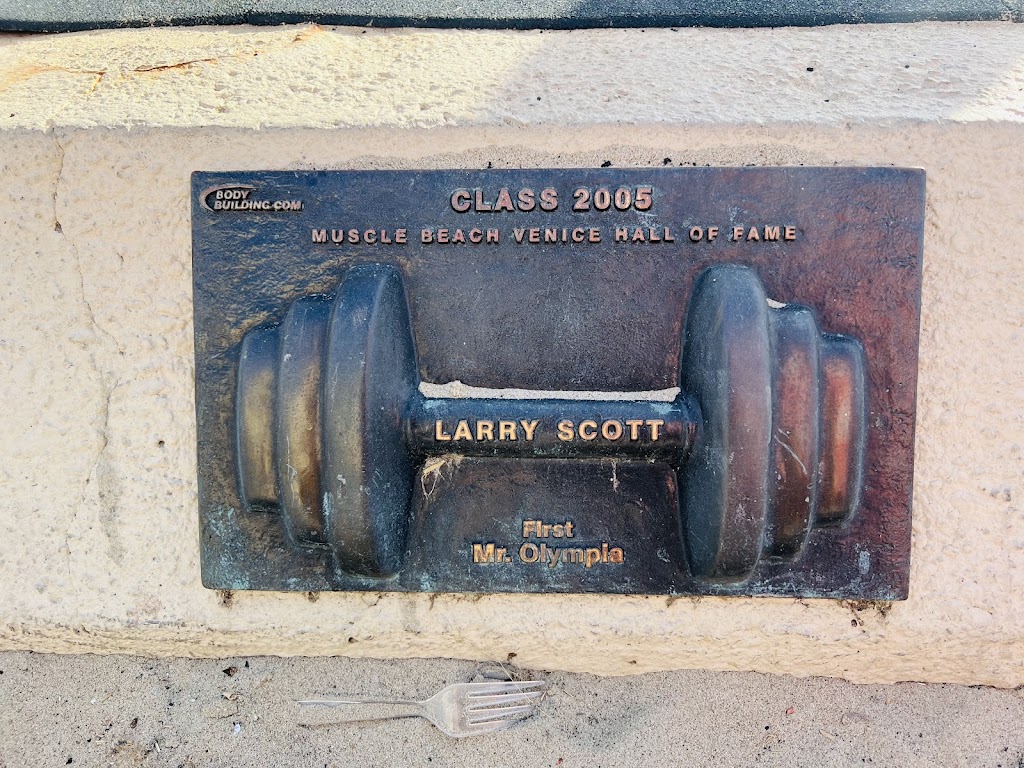 BODY
BUILDING.COM
CLASS 2005
MUSCLE BEACH VENICE HALL OF FAME
LARRY SCOTT
First
Mr. Olympia